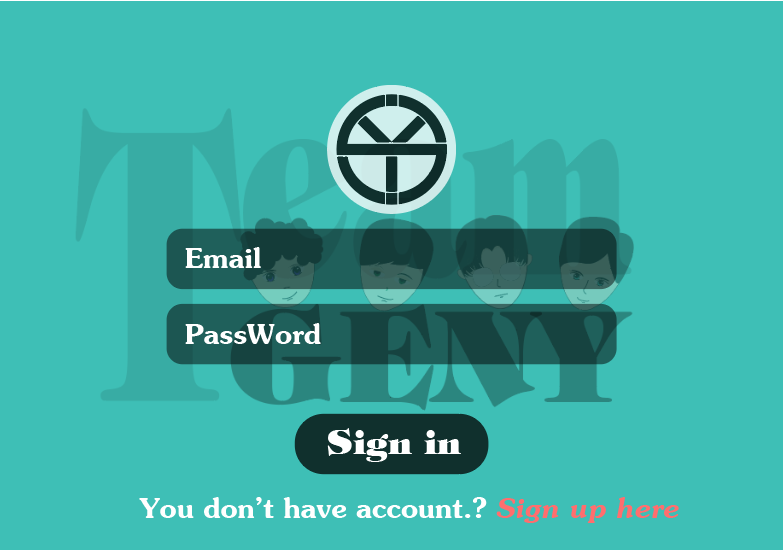 Team
GENY
Email
PassWord
Sign in
You don't have account.? Sign up here